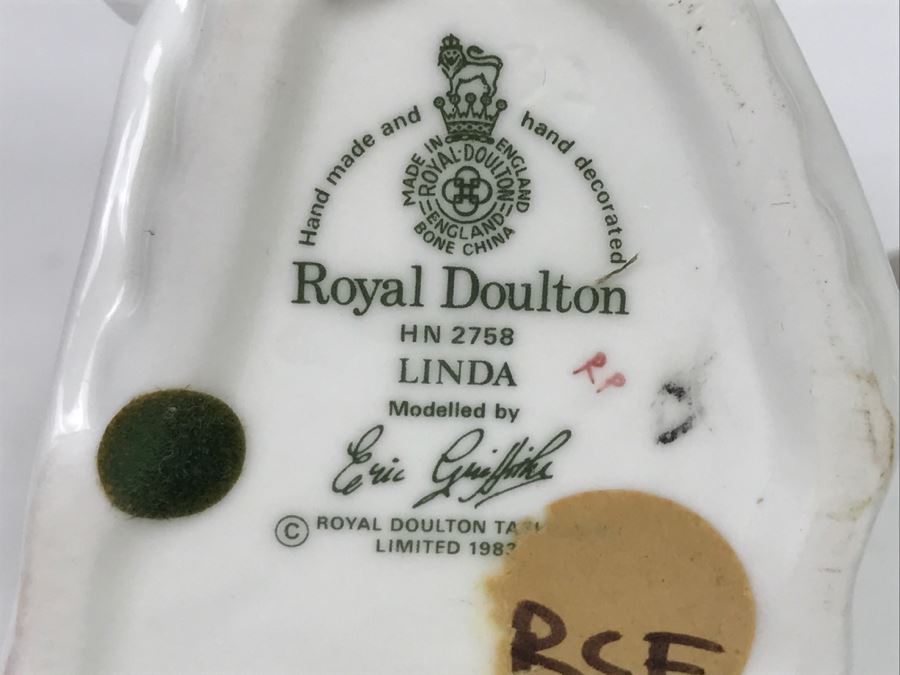 Hand made and hand decorated
MADE IN ENGLAND
ROYAL·DOULTON
ENGLAND
BONE CHINA
Royal Doulton
HN 2758
LINDA
RP
Modelled by
Eric Griffiths
© ROYAL DOULTON
LIMITED 1983